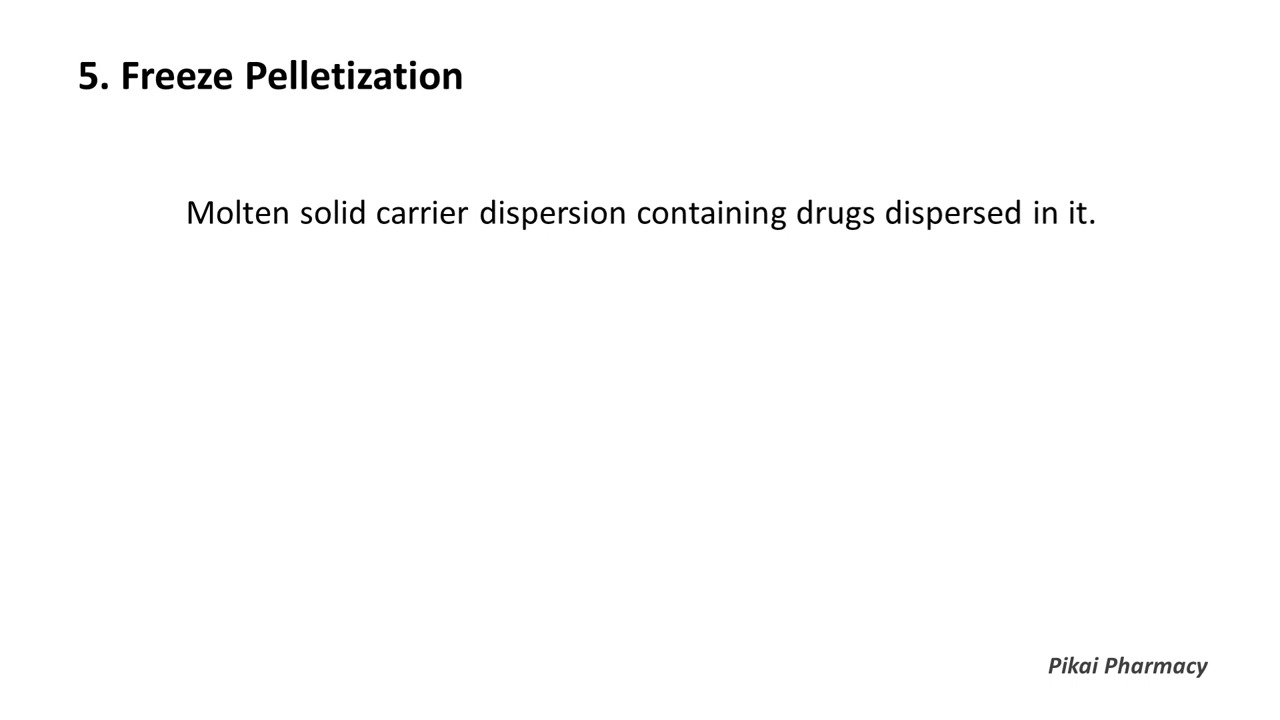 5. Freeze Pelletization
Molten solid carrier dispersion containing drugs dispersed in it.
Pikai Pharmacy